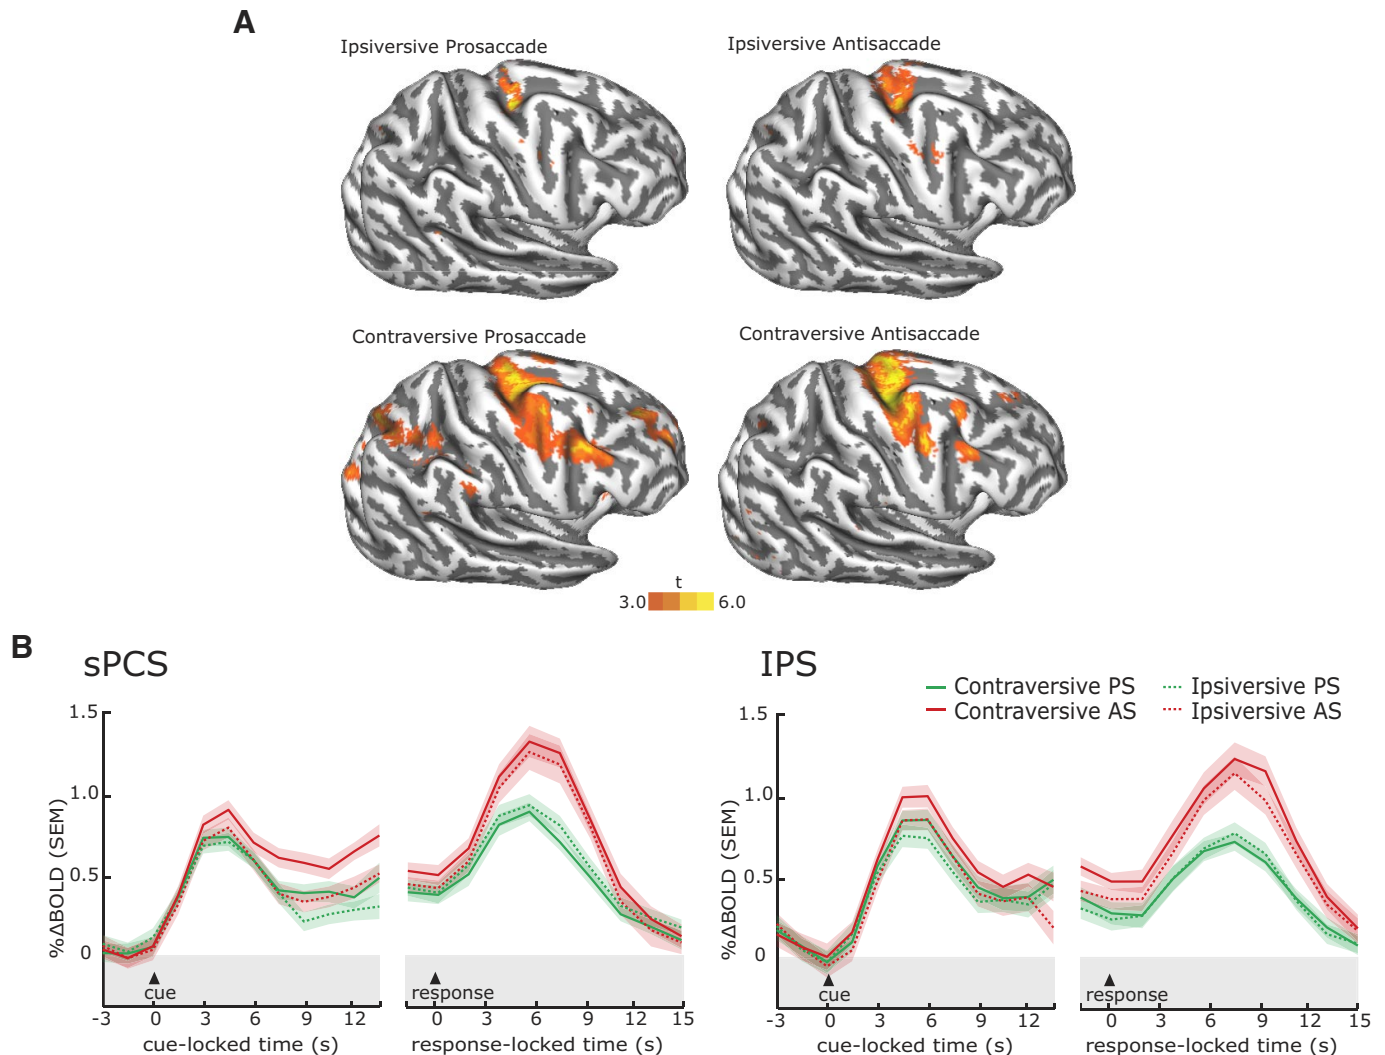 A
Ipsiversive Prosaccade
Ipsiversive Antisaccade
Contraversive Prosaccade
Contraversive Antisaccade
t
3.0 6.0
B
sPCS
IPS
Contraversive PS
Ipsiversive PS
Contraversive AS
Ipsiversive AS
1.5
1.0
0.5
0
%ΔBOLD (SEM)
cue
response
-3 0 3 6 9 12
0 3 6 9 12 15
cue-locked time (s)
response-locked time (s)
1.5
1.0
0.5
0
%ΔBOLD (SEM)
cue
response
-3 0 3 6 9 12
0 3 6 9 12 15
cue-locked time (s)
response-locked time (s)